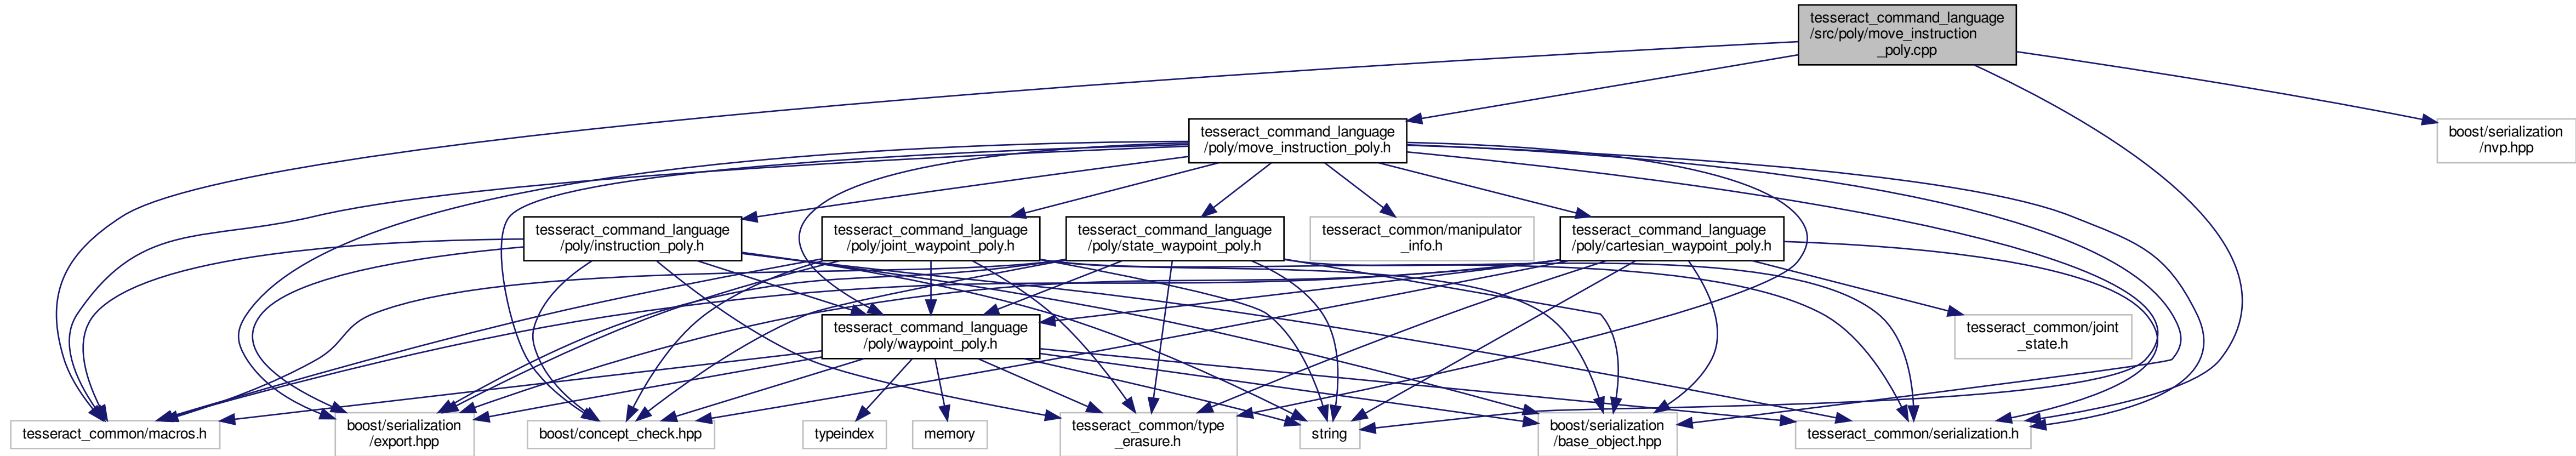 tesseract_command_language
/src/poly/move_instruction
_poly.cpp
tesseract_command_language
/poly/move_instruction_poly.h
boost/serialization
/nvp.hpp
tesseract_command_language
/poly/instruction_poly.h
tesseract_command_language
/poly/joint_waypoint_poly.h
tesseract_command_language
/poly/state_waypoint_poly.h
tesseract_common/manipulator
_info.h
tesseract_command_language
/poly/cartesian_waypoint_poly.h
tesseract_command_language
/poly/waypoint_poly.h
tesseract_common/joint
_state.h
tesseract_common/macros.h
boost/serialization
/export.hpp
boost/concept_check.hpp
typeindex
memory
tesseract_common/type
_erasure.h
string
boost/serialization
/base_object.hpp
tesseract_common/serialization.h